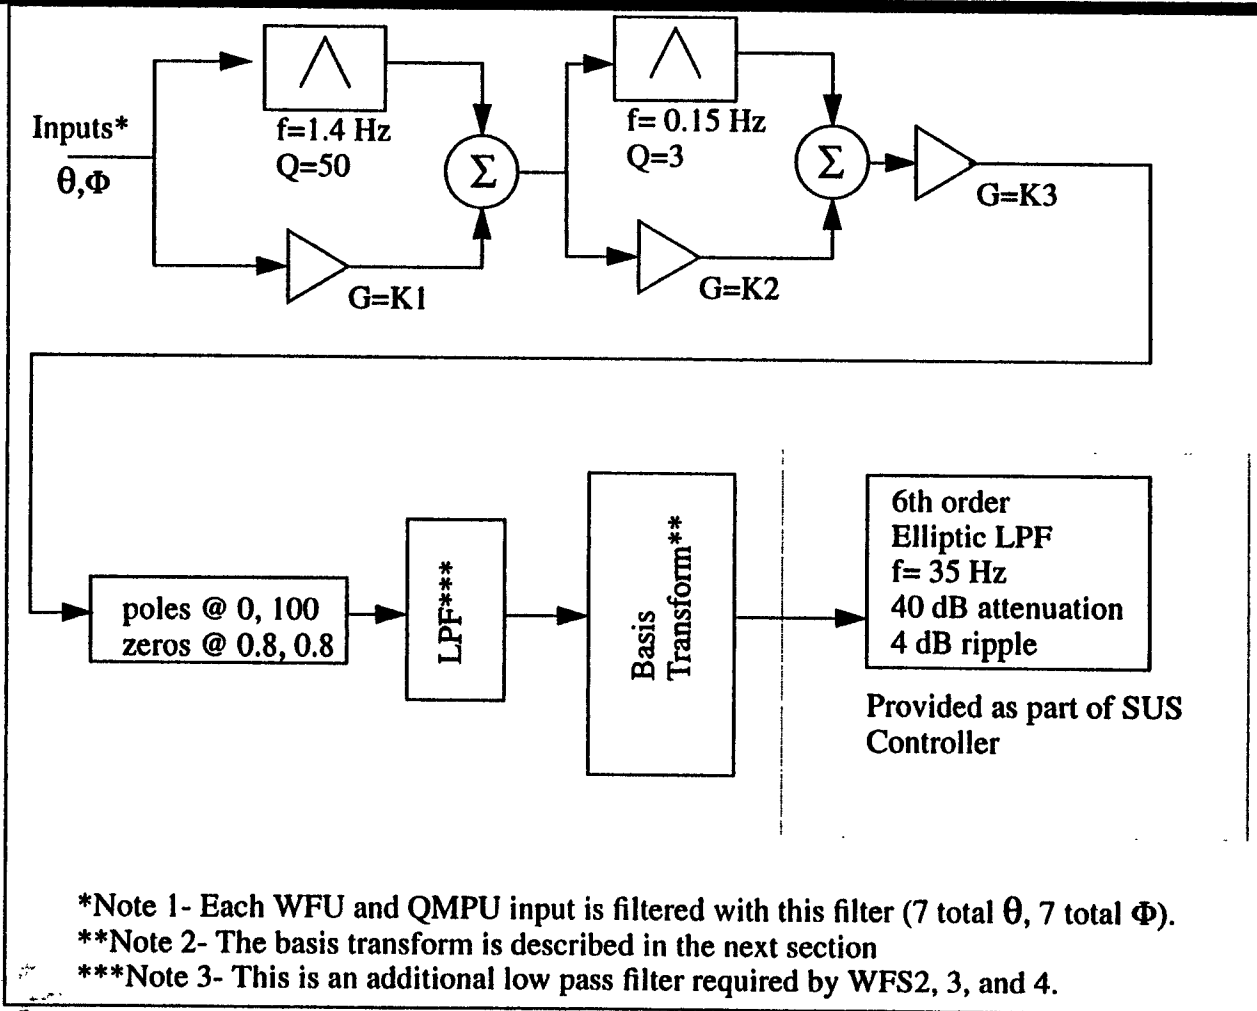 Inputs*
θ,Φ
f=1.4 Hz
Q=50
Σ
G=K1
f= 0.15 Hz
Q=3
Σ
G=K2
G=K3
poles @ 0, 100
zeros @ 0.8, 0.8
LPF***
Basis
Transform**
6th order
Elliptic LPF
f= 35 Hz
40 dB attenuation
4 dB ripple
Provided as part of SUS
Controller
*Note 1- Each WFU and QMPU input is filtered with this filter (7 total θ, 7 total Φ).
**Note 2- The basis transform is described in the next section
***Note 3- This is an additional low pass filter required by WFS2, 3, and 4.